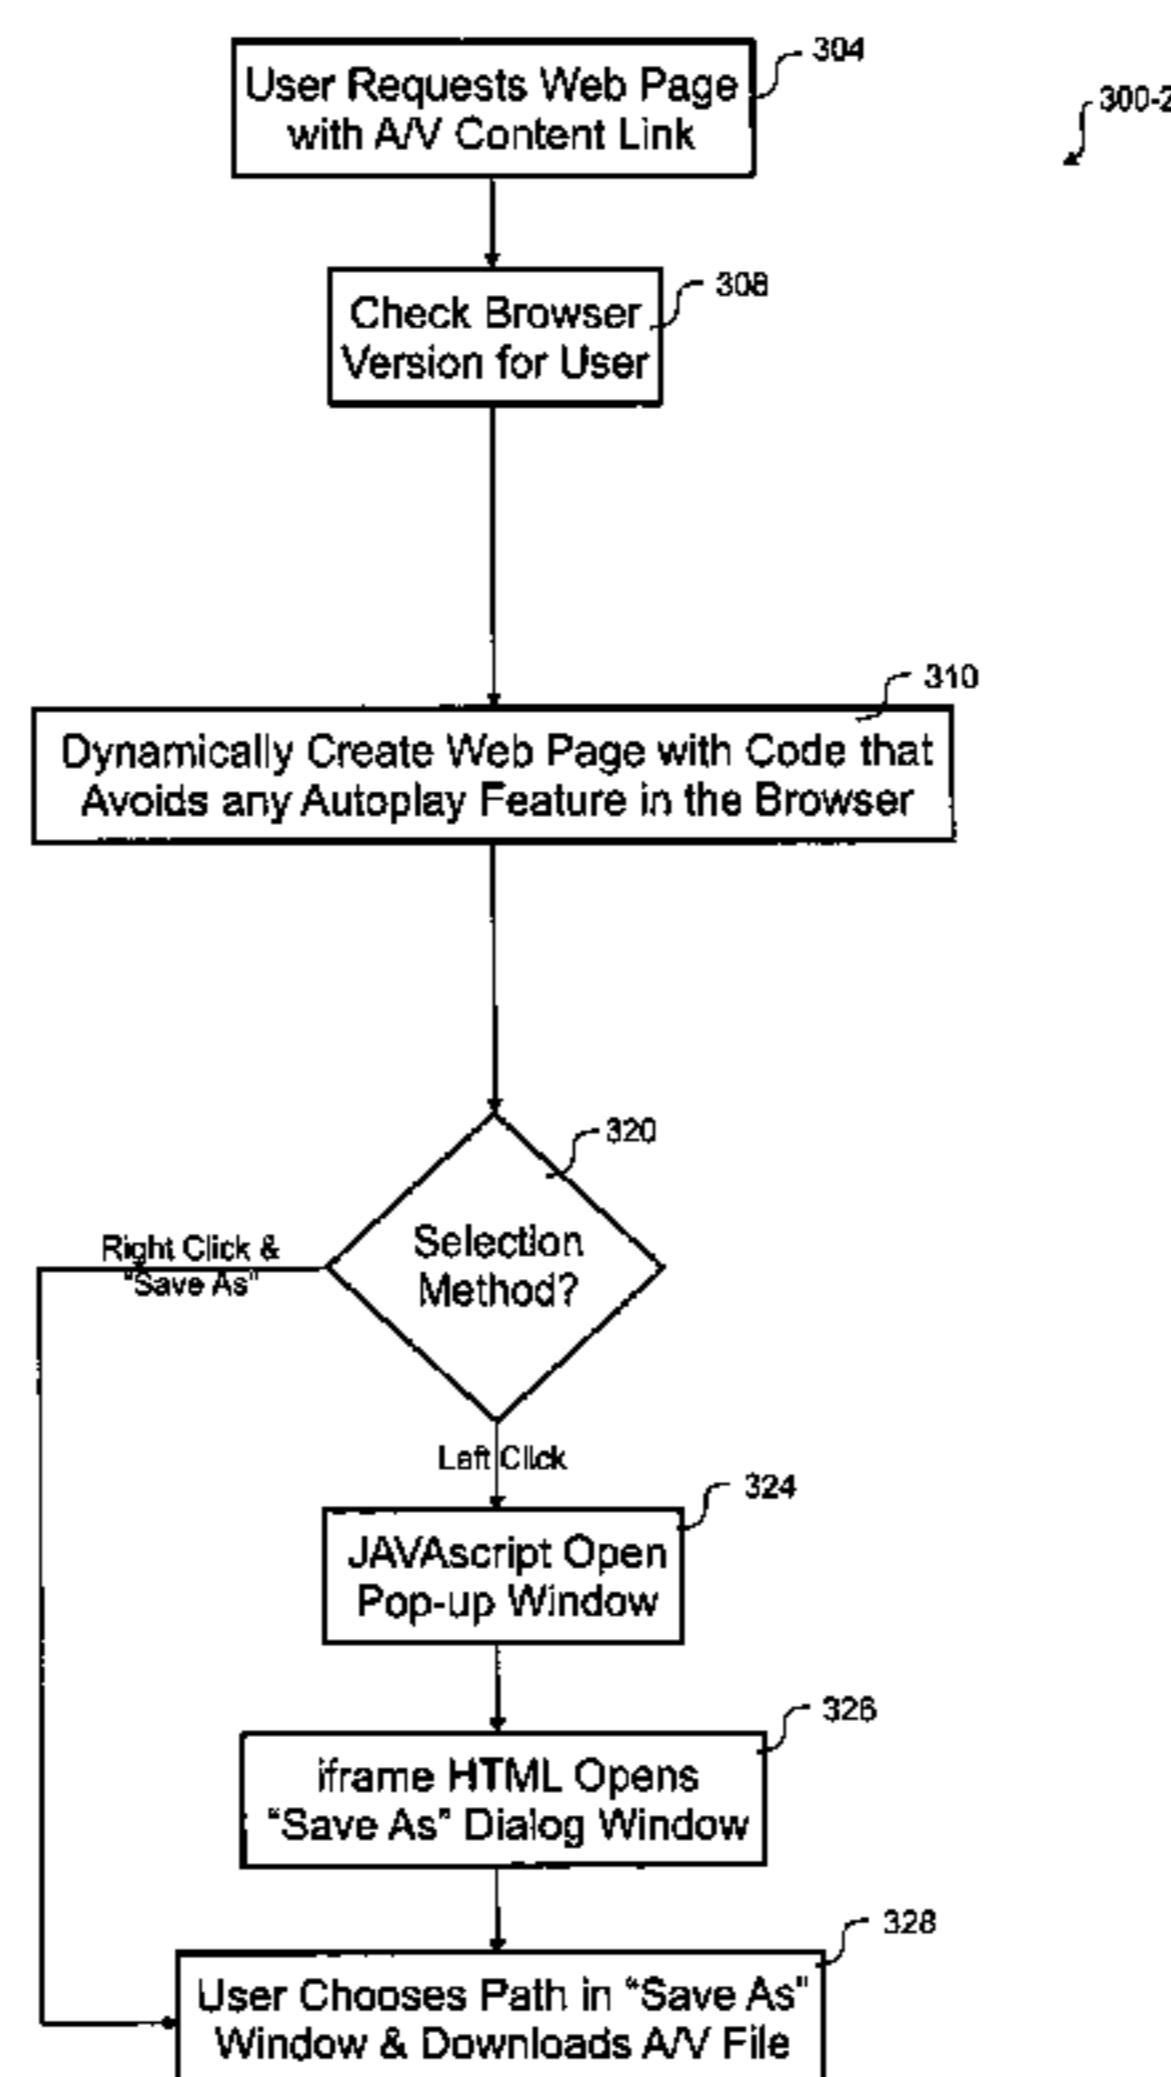 304
User Requests Web Page
with A/V Content Link
300-2
308
Check Browser
Version for User
310
Dynamically Create Web Page with Code that
Avoids any Autoplay Feature in the Browser
320
Selection
Method?
Right Click &
"Save As"
Left Click
324
JAVAscript Open
Pop-up Window
326
iframe HTML Opens
"Save As" Dialog Window
328
User Chooses Path in "Save As"
Window & Downloads A/V File